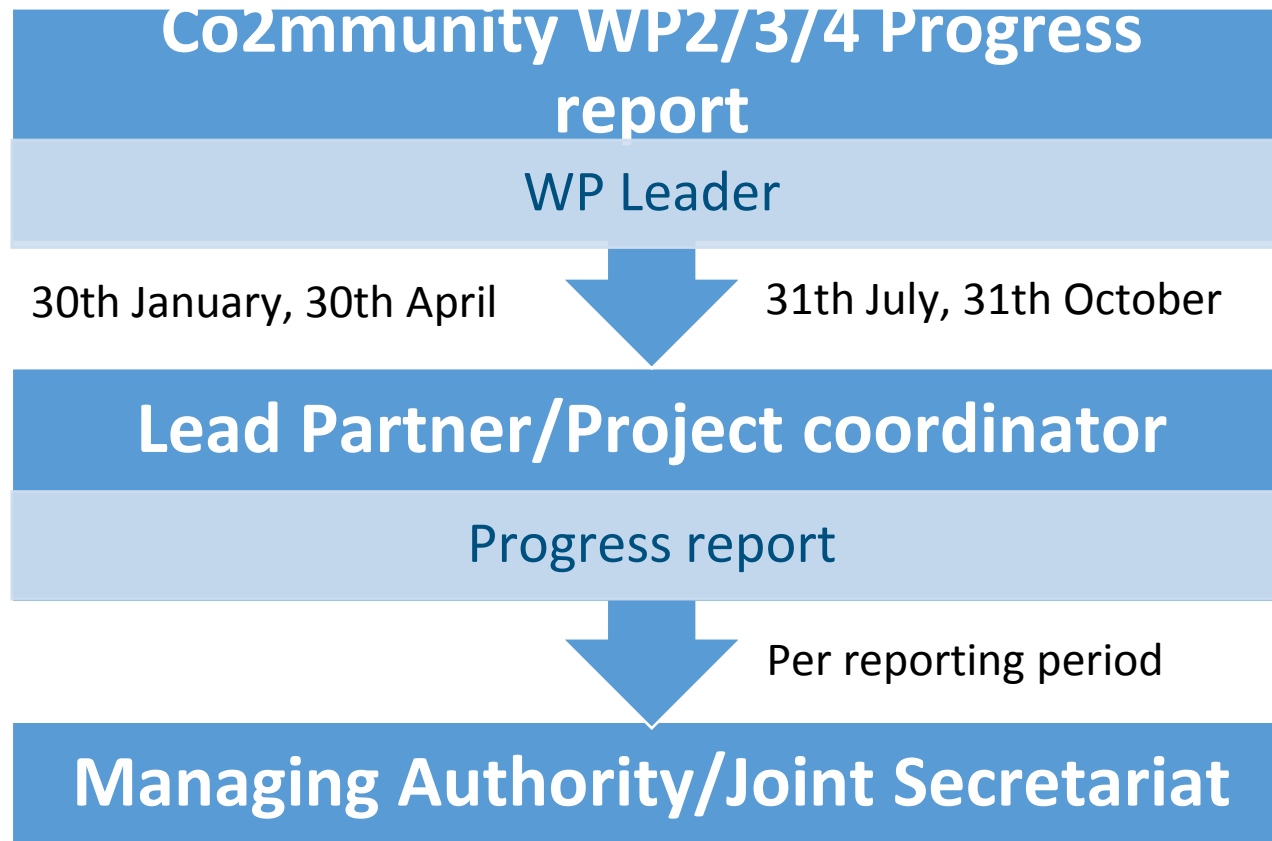 Co2mmunity WP2/3/4 Progress
report
WP Leader
30th January, 30th April
31th July, 31th October
Lead Partner/Project coordinator
Progress report
Per reporting period
Managing Authority/Joint Secretariat